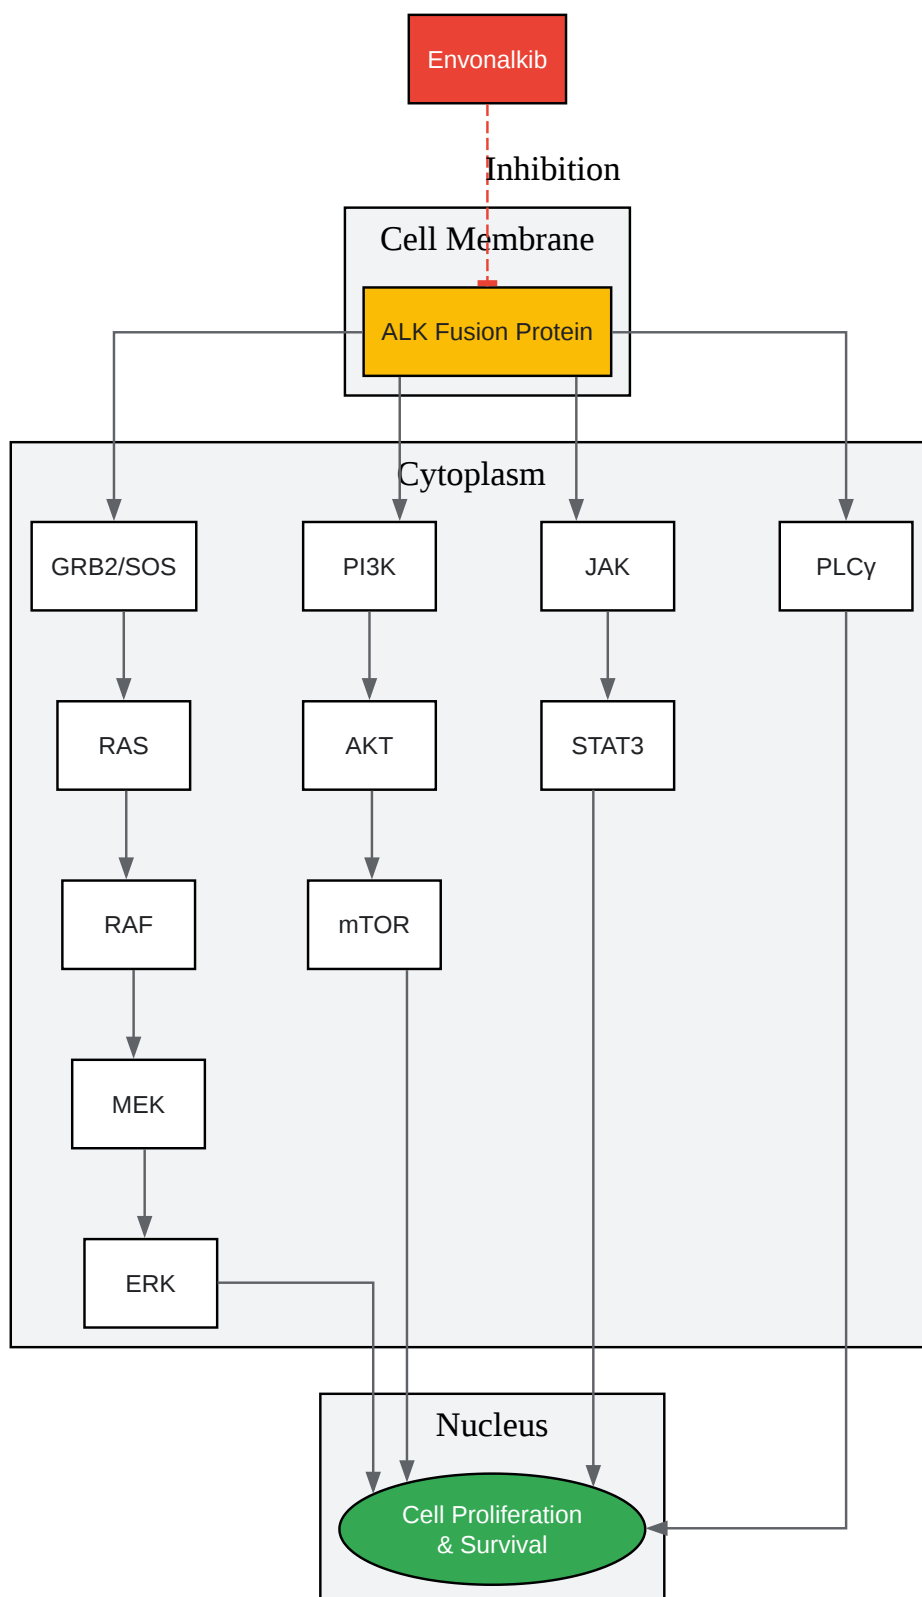 Envonalkib
Inhibition
Cell Membrane
ALK Fusion Protein
Cytoplasm
GRB2/SOS
PI3K
JAK
PLCγ
RAS
AKT
STAT3
RAF
mTOR
MEK
ERK
Nucleus
Cell Proliferation
& Survival